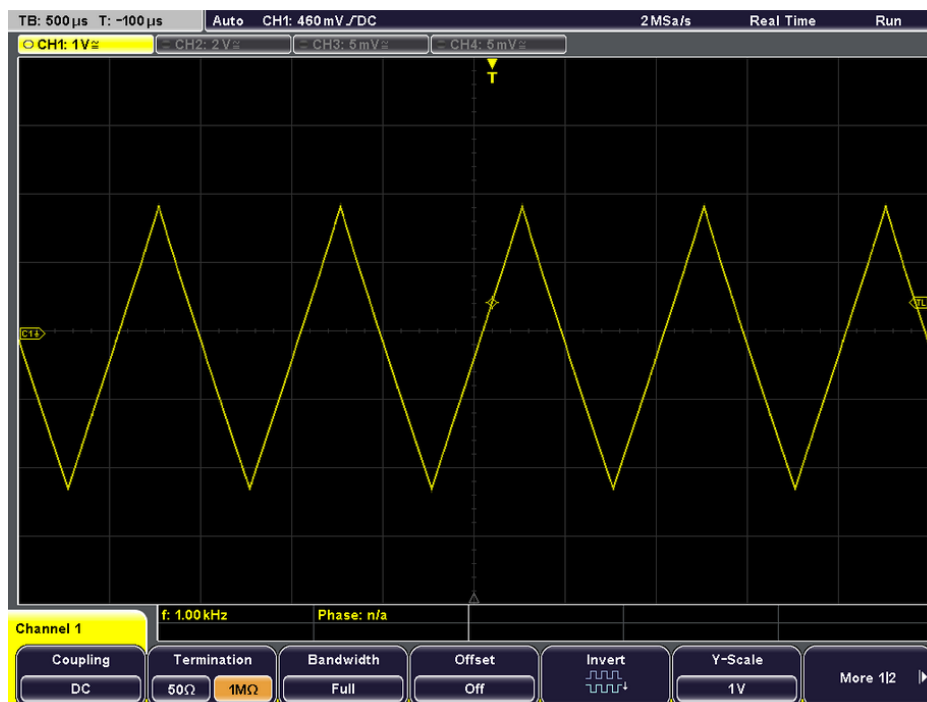 TB: 500 µs T: -100 µs Auto CH1: 460 mV DC 2 MSa/s Real Time Run
CH1: 1 V≅ CH2: 2 V≅ CH3: 5 mV≅ CH4: 5 mV≅
T
C1
TL
f: 1.00 kHz Phase: n/a
Channel 1
Coupling Termination Bandwidth Offset Invert Y-Scale
DC 50Ω 1MΩ Full Off 1V More 1|2